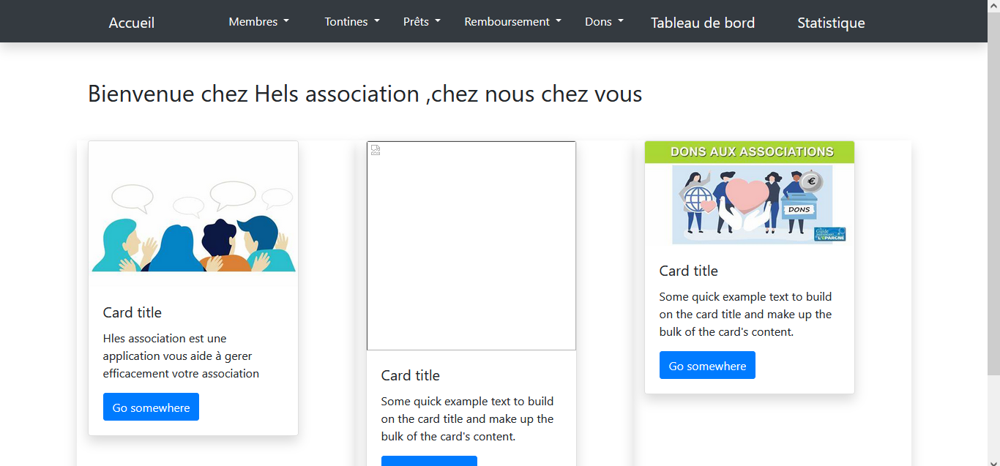 Accueil Membres Tontines Prêts Remboursement Dons Tableau de bord Statistique
Bienvenue chez Hels association ,chez nous chez vous
Card title
Hles association est une
application vous aide à gerer
efficacement votre association
Go somewhere
Card title
Some quick example text to build
on the card title and make up the
bulk of the card's content.
DONS AUX ASSOCIATIONS
€
DONS
Guide
L'EPARGNE
Card title
Some quick example text to build
on the card title and make up the
bulk of the card's content.
Go somewhere